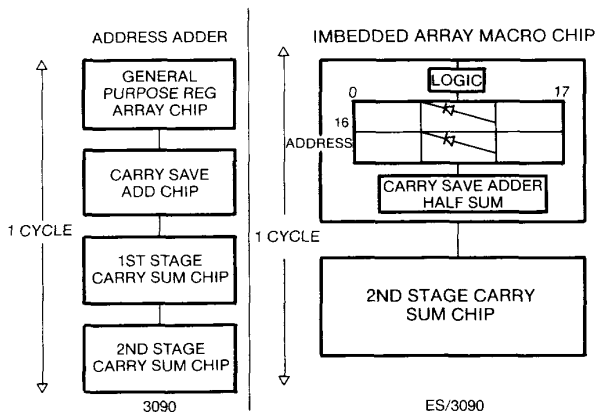 ADDRESS ADDER
GENERAL
PURPOSE REG
ARRAY CHIP
CARRY SAVE
ADD CHIP
1 CYCLE
1ST STAGE
CARRY SUM CHIP
2ND STAGE
CARRY SUM CHIP
3090
IMBEDDED ARRAY MACRO CHIP
LOGIC
0
17
16
ADDRESS
CARRY SAVE ADDER
HALF SUM
1 CYCLE
2ND STAGE CARRY
SUM CHIP
ES/3090